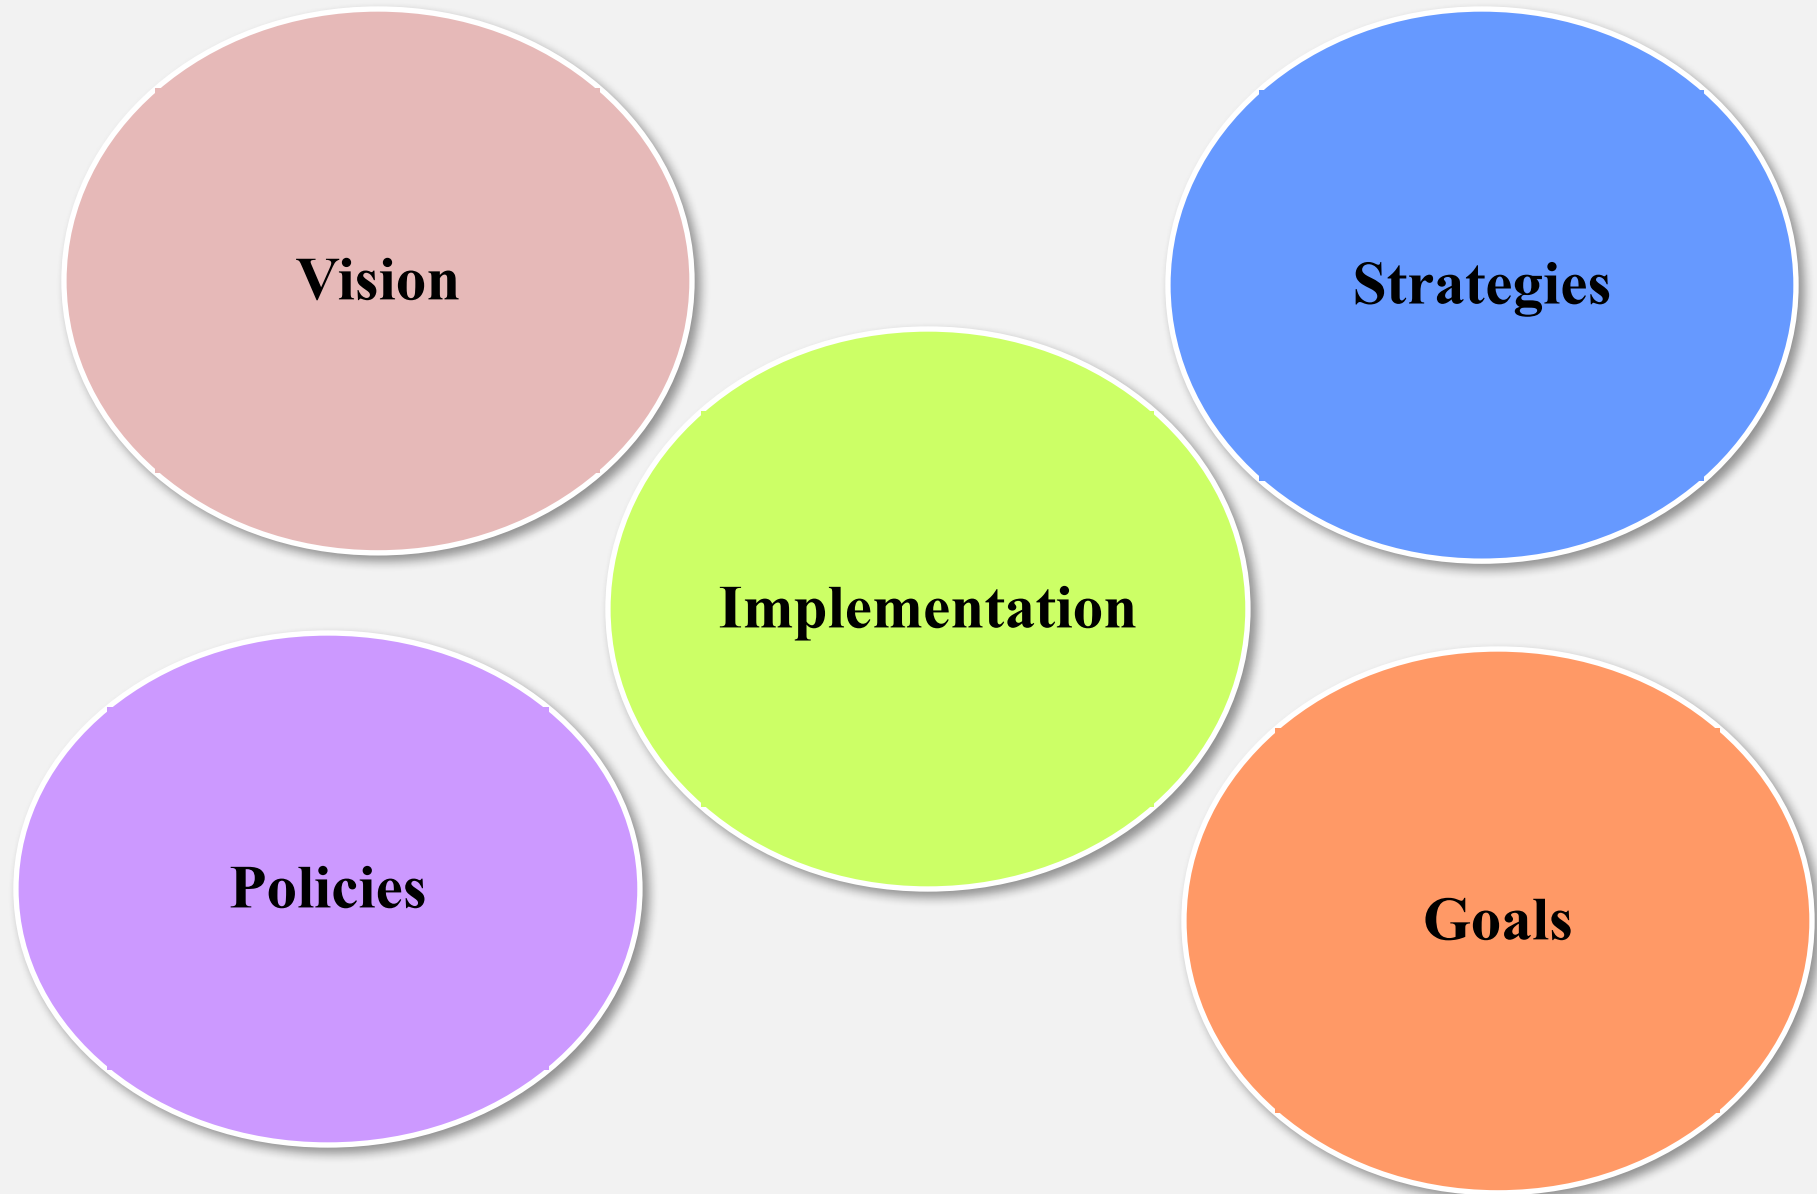 Vision
Strategies
Implementation
Policies
Goals